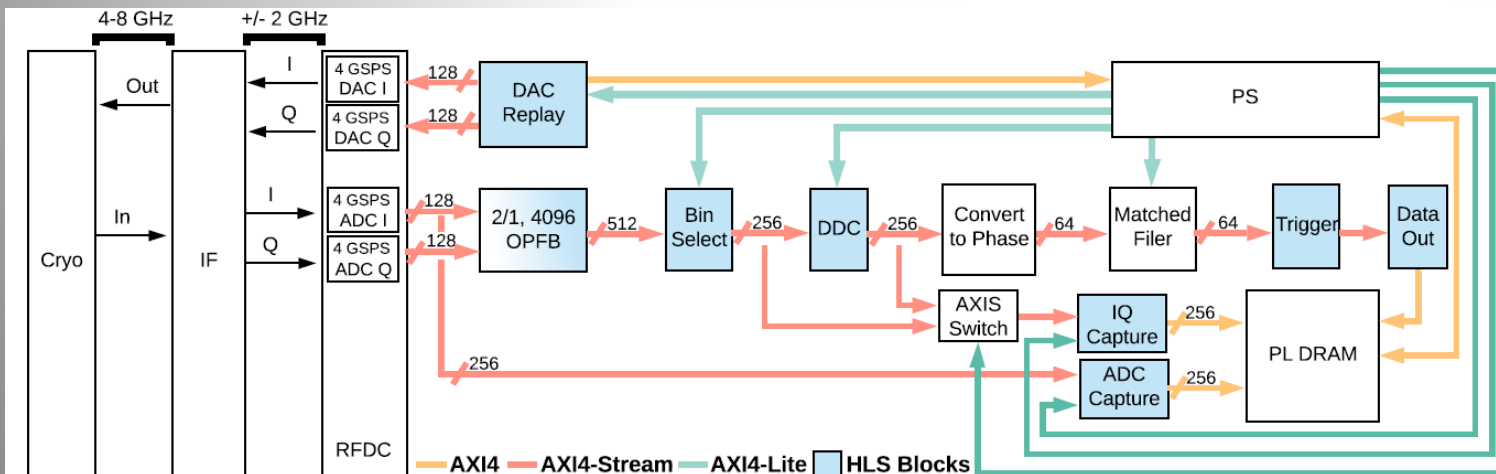 4-8 GHz
+/- 2 GHz
Cryo
Out
In
IF
I
Q
I
Q
4 GSPS
DAC I
4 GSPS
DAC Q
4 GSPS
ADC I
4 GSPS
ADC Q
RFDC
128
128
128
128
DAC
Replay
PS
2/1, 4096
OPFB
512
Bin
Select
256
DDC
256
Convert
to Phase
64
Matched
Filer
64
Trigger
Data
Out
AXIS
Switch
IQ
Capture
256
PL DRAM
256
ADC
Capture
256
AXI4
AXI4-Stream
AXI4-Lite
HLS Blocks